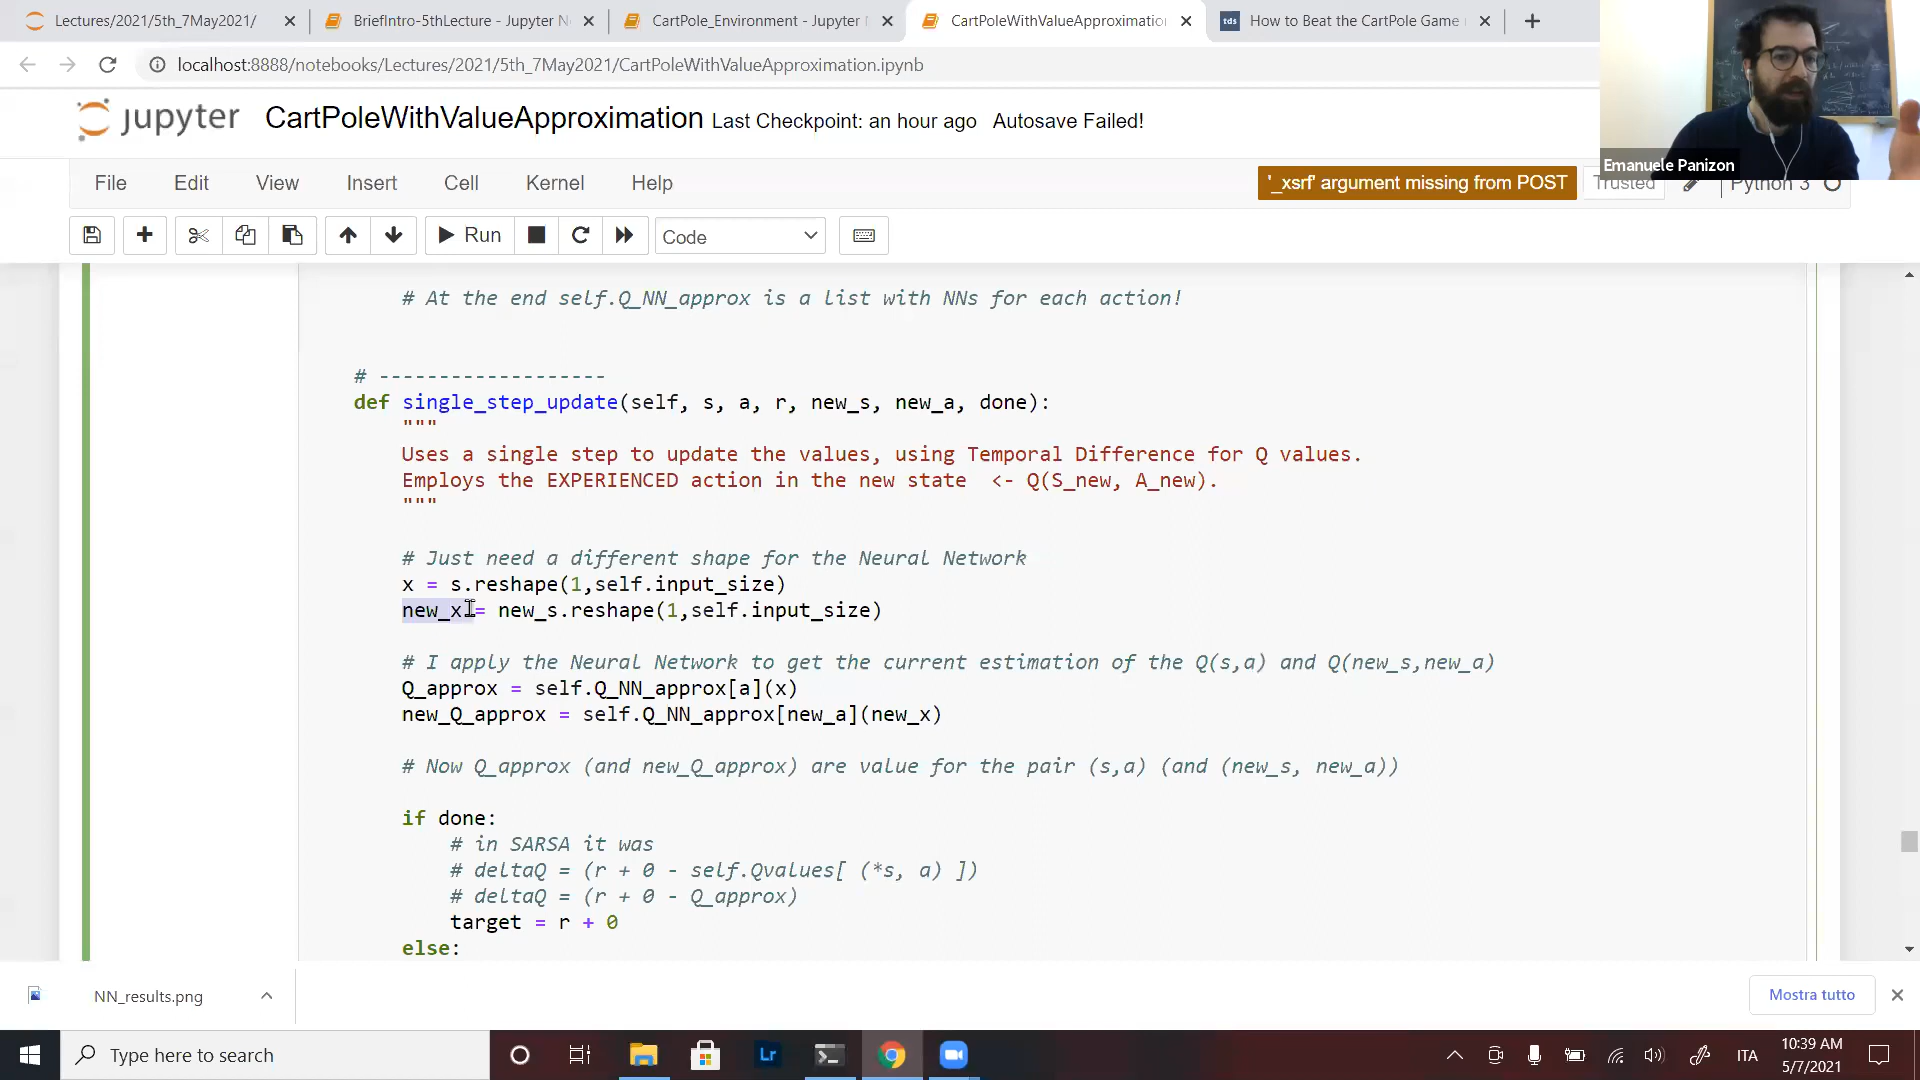 Lectures/2021/5th_7May2021/
BriefIntro-5thLecture - Jupyter N
CartPole_Environment - Jupyter
CartPoleWithValueApproximatio
tds How to Beat the CartPole Game
localhost:8888/notebooks/Lectures/2021/5th_7May2021/CartPoleWithValueApproximation.ipynb
jupyter CartPoleWithValueApproximation Last Checkpoint: an hour ago Autosave Failed!
Emanuele Panizon
File Edit View Insert Cell Kernel Help '_xsrf' argument missing from POST Trusted Python 3
Run Code
# At the end self.Q_NN_approx is a list with NNs for each action!
# -------------------
def single_step_update(self, s, a, r, new_s, new_a, done):
"""
Uses a single step to update the values, using Temporal Difference for Q values.
Employs the EXPERIENCED action in the new state <- Q(S_new, A_new).
"""
# Just need a different shape for the Neural Network
x = s.reshape(1,self.input_size)
new_x = new_s.reshape(1,self.input_size)
# I apply the Neural Network to get the current estimation of the Q(s,a) and Q(new_s,new_a)
Q_approx = self.Q_NN_approx[a](x)
new_Q_approx = self.Q_NN_approx[new_a](new_x)
# Now Q_approx (and new_Q_approx) are value for the pair (s,a) (and (new_s, new_a))
if done:
# in SARSA it was
# deltaQ = (r + 0 - self.Qvalues[ (*s, a) ])
# deltaQ = (r + 0 - Q_approx)
target = r + 0
else:
NN_results.png
Mostra tutto
Type here to search
Lr
ITA
10:39 AM
5/7/2021